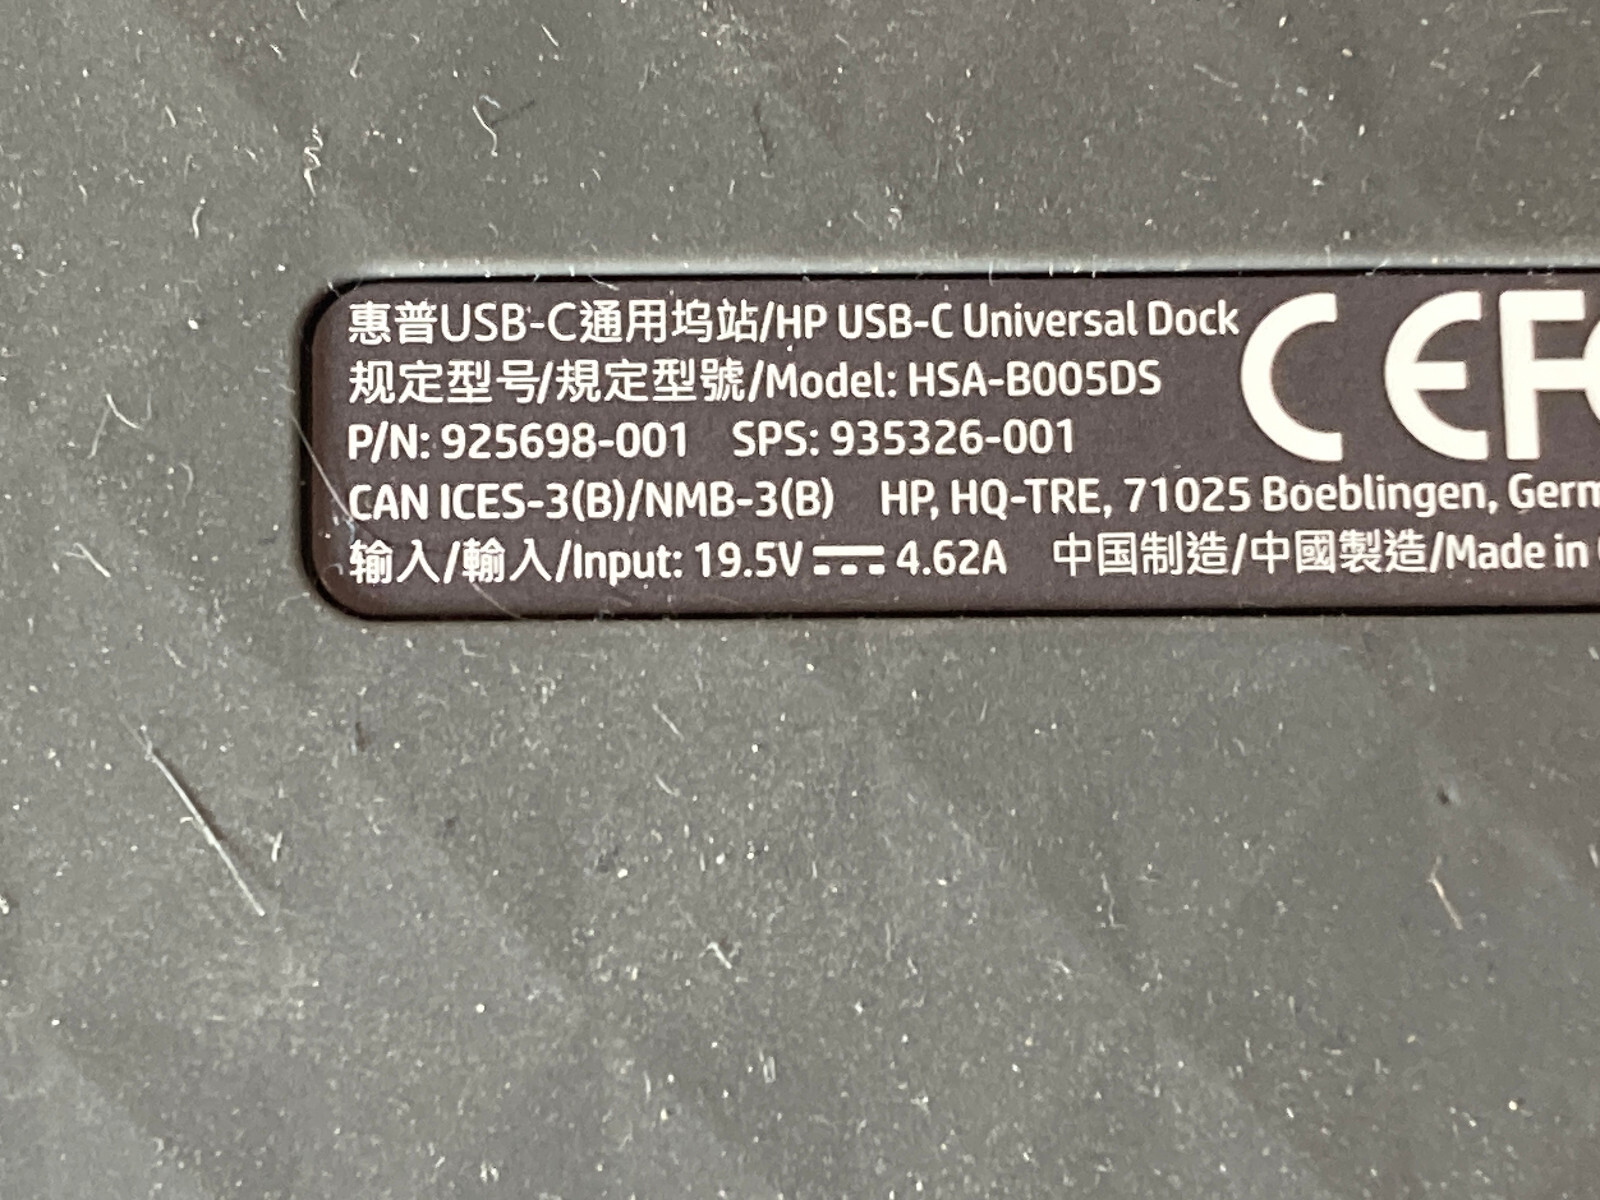 惠普USB-C通用坞站/HP USB-C Universal Dock
规定型号/規定型號/Model: HSA-B005DS
P/N: 925698-001 SPS: 935326-001
CAN ICES-3(B)/NMB-3(B) HP, HQ-TRE, 71025 Boeblingen,
输入/輸入/Input: 19.5V⎓4.62A 中国制造/中國製造/Made in
CE